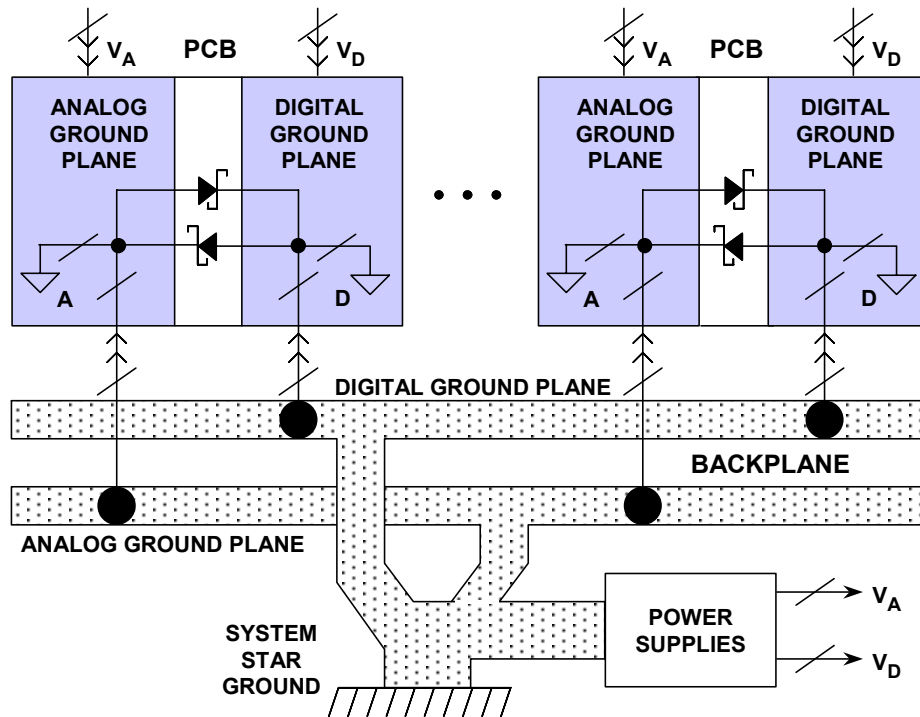 PCB
PCB
V_A
V_D
V_A
V_D
ANALOG
GROUND
PLANE
DIGITAL
GROUND
PLANE
ANALOG
GROUND
PLANE
DIGITAL
GROUND
PLANE
• • •
A
D
A
D
DIGITAL GROUND PLANE
BACKPLANE
ANALOG GROUND PLANE
SYSTEM
STAR
GROUND
POWER
SUPPLIES
V_A
V_D